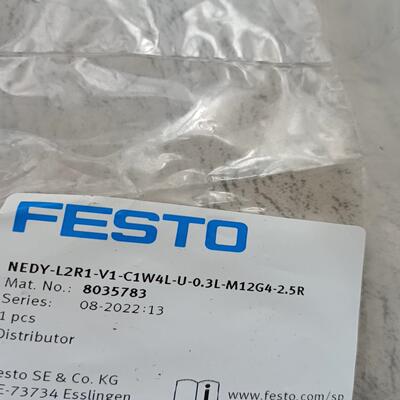 FESTO
NEDY-L2R1-V1-C1W4L-U-0.3L-M12G4-2.5R
Mat. No.: 8035783
Series: 08-2022:13
1 pcs
Distributor
esto SE & Co. KG
E-73734 Esslingen
www.festo.com/sp